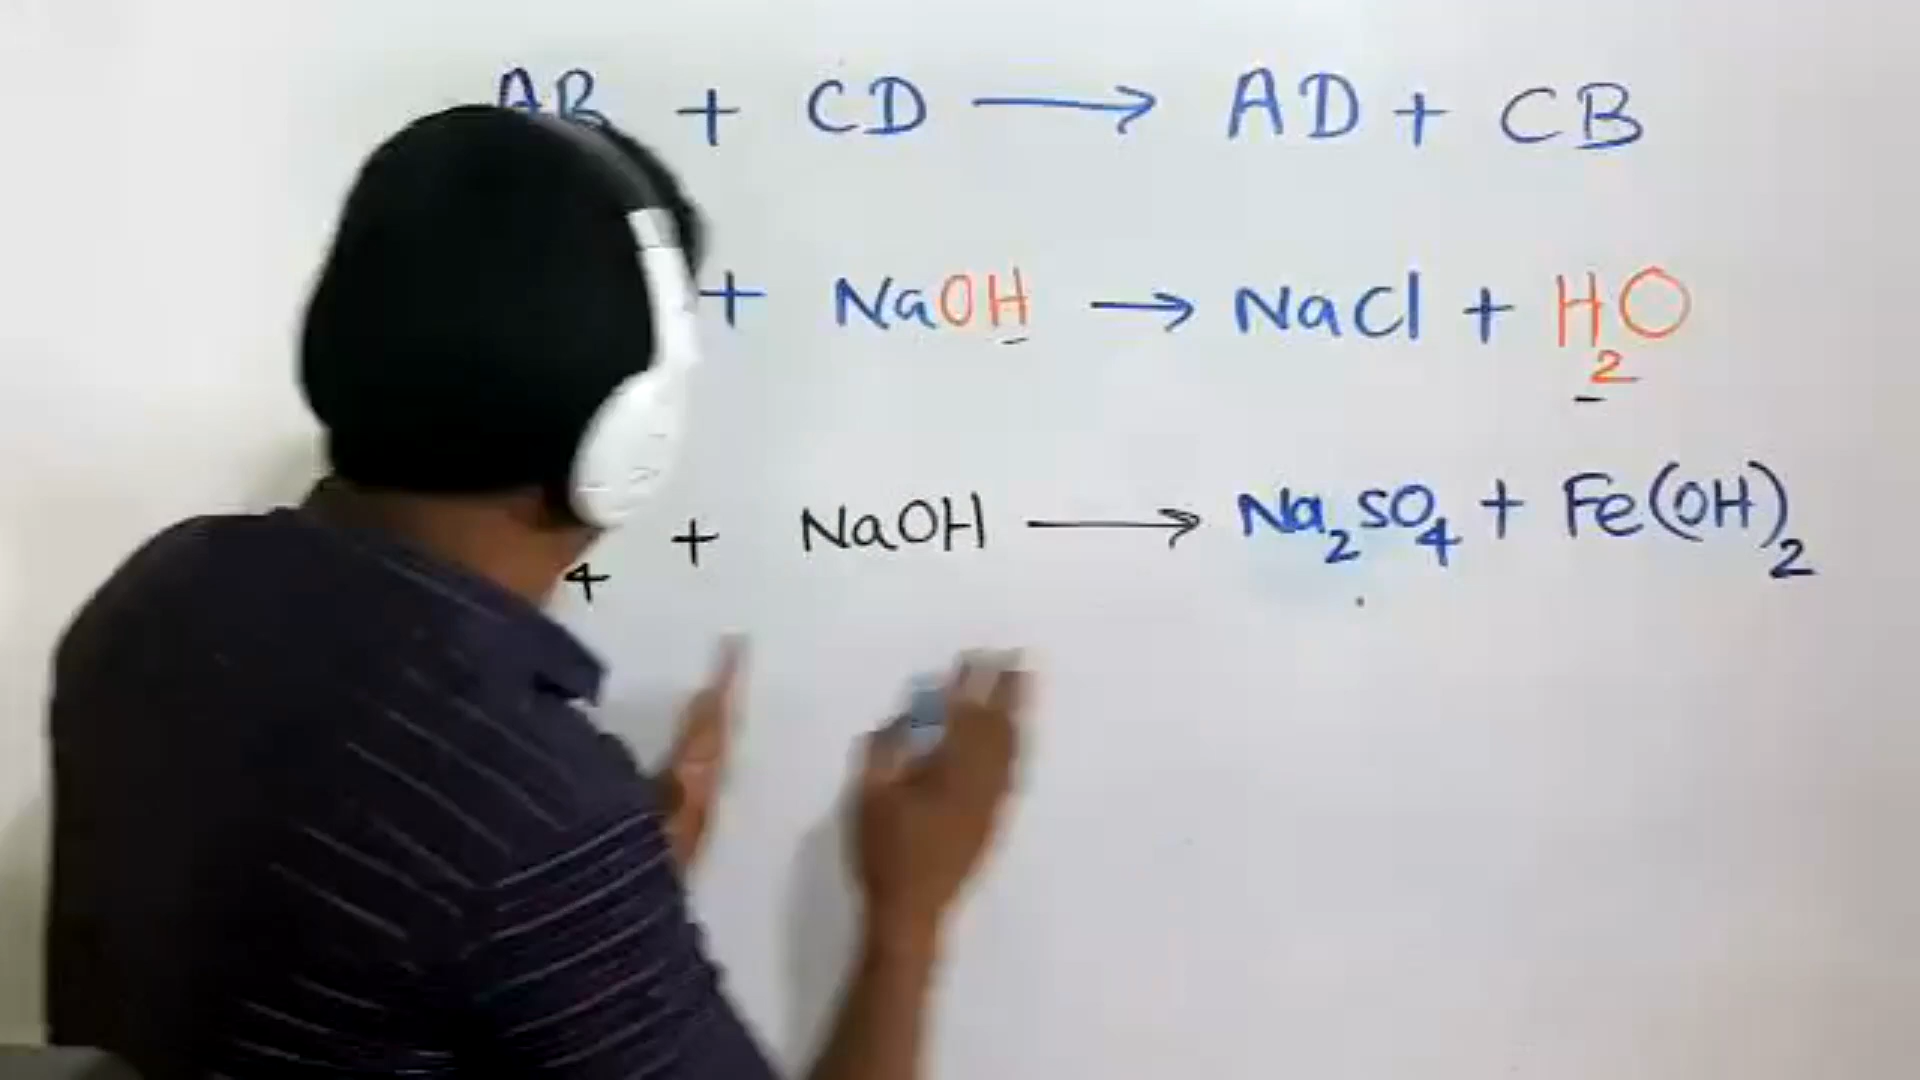 AB + CD ⟶ AD + CB
+ NaOH → NaCl + H₂O
₄ + NaOH ⟶ Na₂SO₄ + Fe(OH)₂